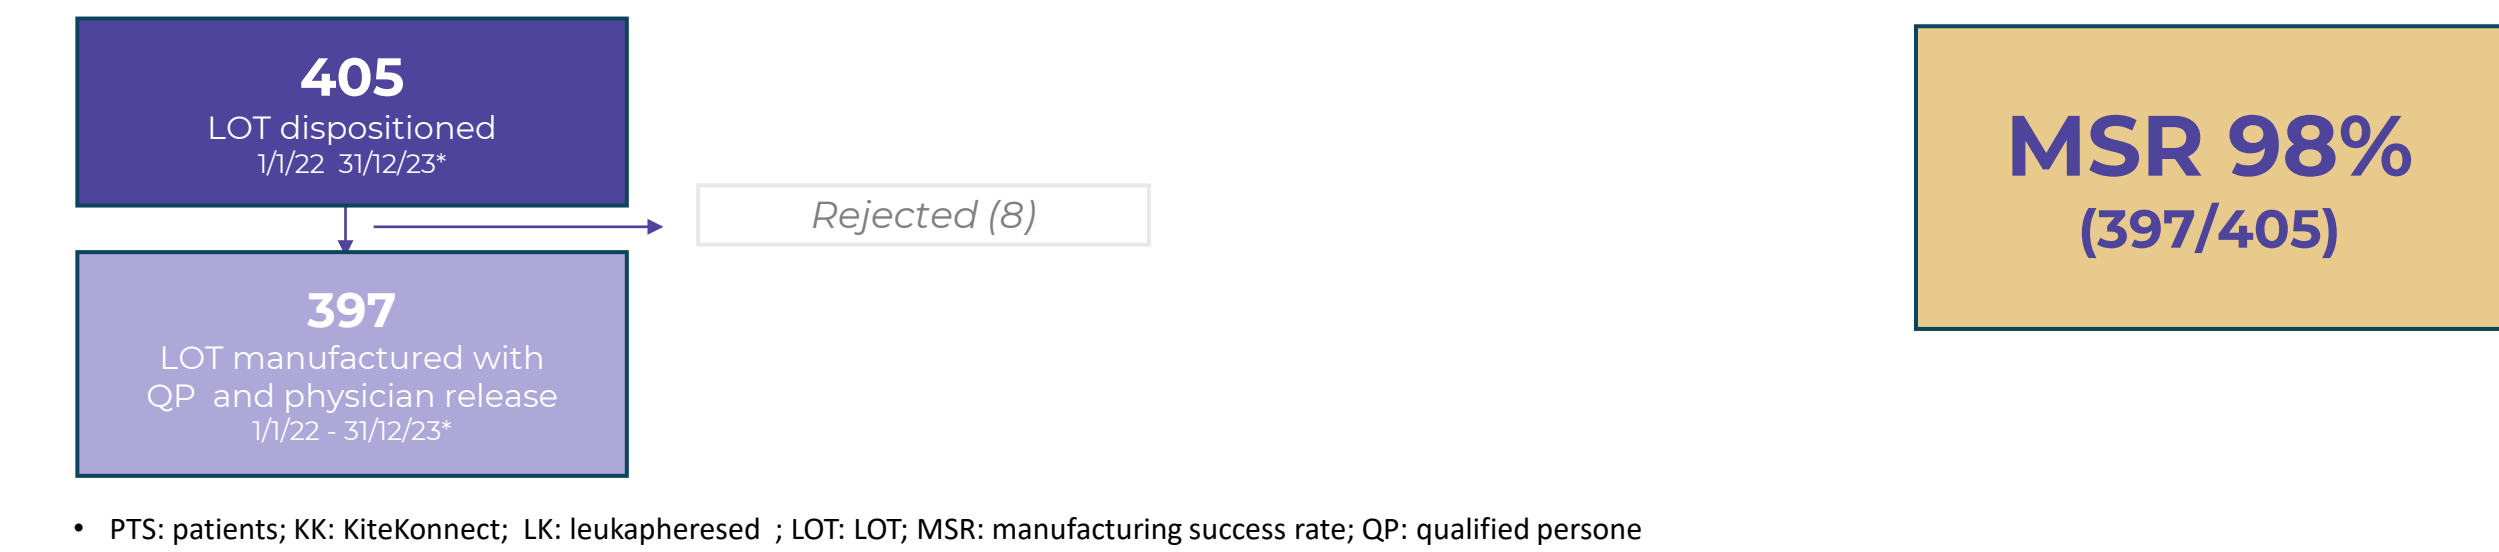 405
LOT dispositioned
1/1/22 31/12/23*
Rejected (8)
397
LOT manufactured with
QP and physician release
1/1/22 - 31/12/23*
MSR 98%
(397/405)
• PTS: patients; KK: KiteKonnect; LK: leukapheresed ; LOT: LOT; MSR: manufacturing success rate; QP: qualified persone